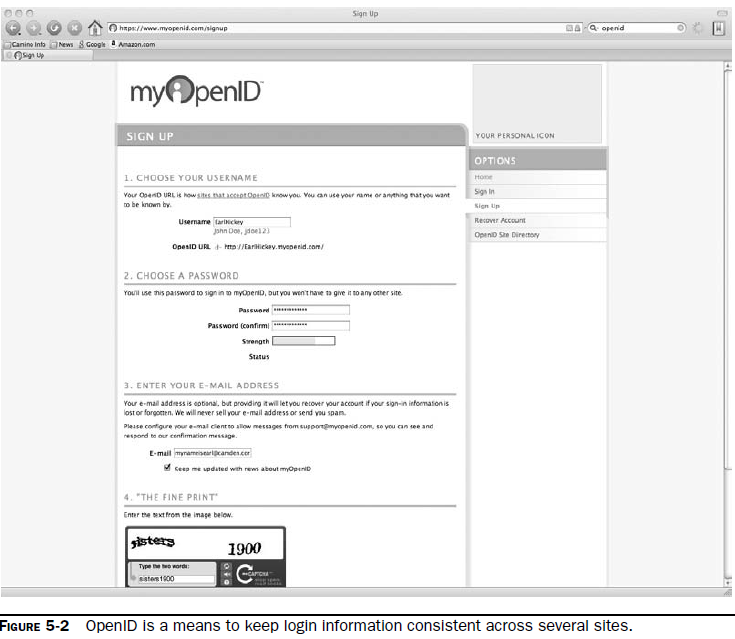 Sign Up
https://www.myopenid.com/signup
openid
Camino Info News Google Amazon.com
Sign Up
myOpenID™
SIGN UP
YOUR PERSONAL ICON
OPTIONS
Home
Sign In
Sign Up
Recover Account
OpenID Site Directory
1. CHOOSE YOUR USERNAME
Your OpenID URL is how sites that accept OpenID know you. You can use your name or anything that you want
to be known by.
Username EarlHickey
John Doe, jdoe123
OpenID URL http://EarlHickey.myopenid.com/
2. CHOOSE A PASSWORD
You'll use this password to sign in to myOpenID, but you won't have to give it to any other site.
Password *************
Password (confirm) *************
Strength
Status
3. ENTER YOUR E-MAIL ADDRESS
Your e-mail address is optional, but providing it will let you recover your account if your sign-in information is
lost or forgotten. We will never sell your e-mail address or send you spam.
Please configure your e-mail client to allow messages from support@myopenid.com, so you can see and
respond to our confirmation message.
E-mail mynameisearl@camden.cor
Keep me updated with news about myOpenID
4. "THE FINE PRINT"
Enter the text from the image below.
sisters 1900
Type the two words:
sisters1900
FIGURE 5-2 OpenID is a means to keep login information consistent across several sites.